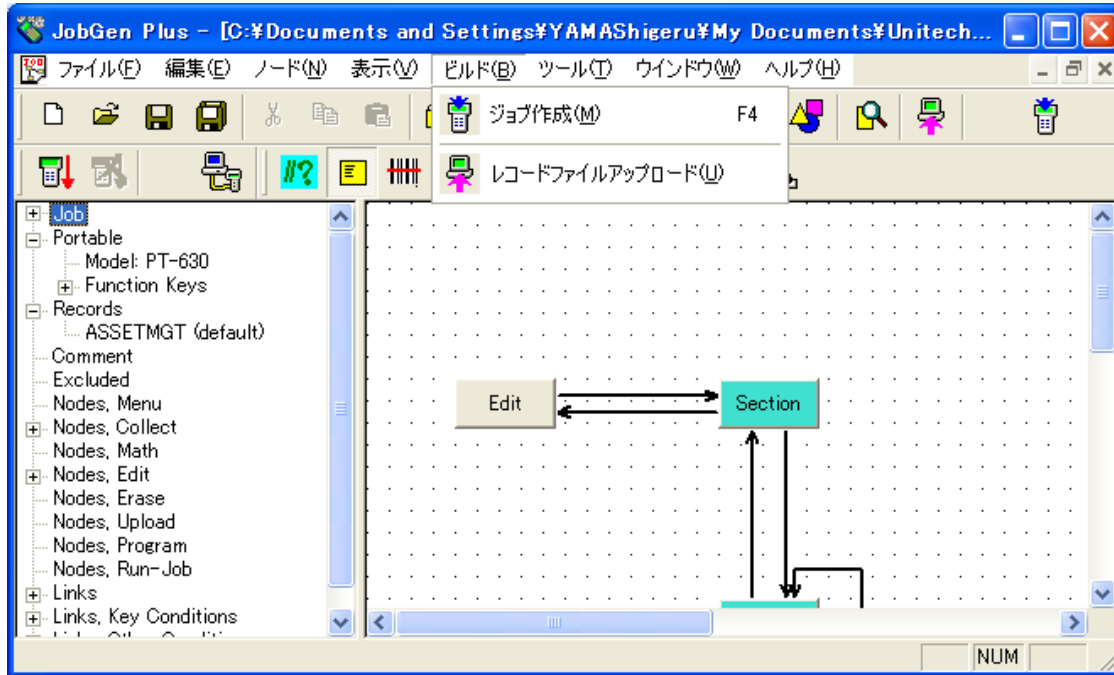 JobGen Plus - [C:¥Documents and Settings¥YAMAShigeru¥My Documents¥Unitech...
ファイル(F) 編集(E) ノード(N) 表示(V) ビルド(B) ツール(T) ウインドウ(W) ヘルプ(H)
ジョブ作成(M) F4
レコードファイルアップロード(U)
Job
Portable
Model: PT-630
Function Keys
Records
ASSETMGT (default)
Comment
Excluded
Nodes, Menu
Nodes, Collect
Nodes, Math
Nodes, Edit
Nodes, Erase
Nodes, Upload
Nodes, Program
Nodes, Run-Job
Links
Links, Key Conditions
Edit
Section
NUM